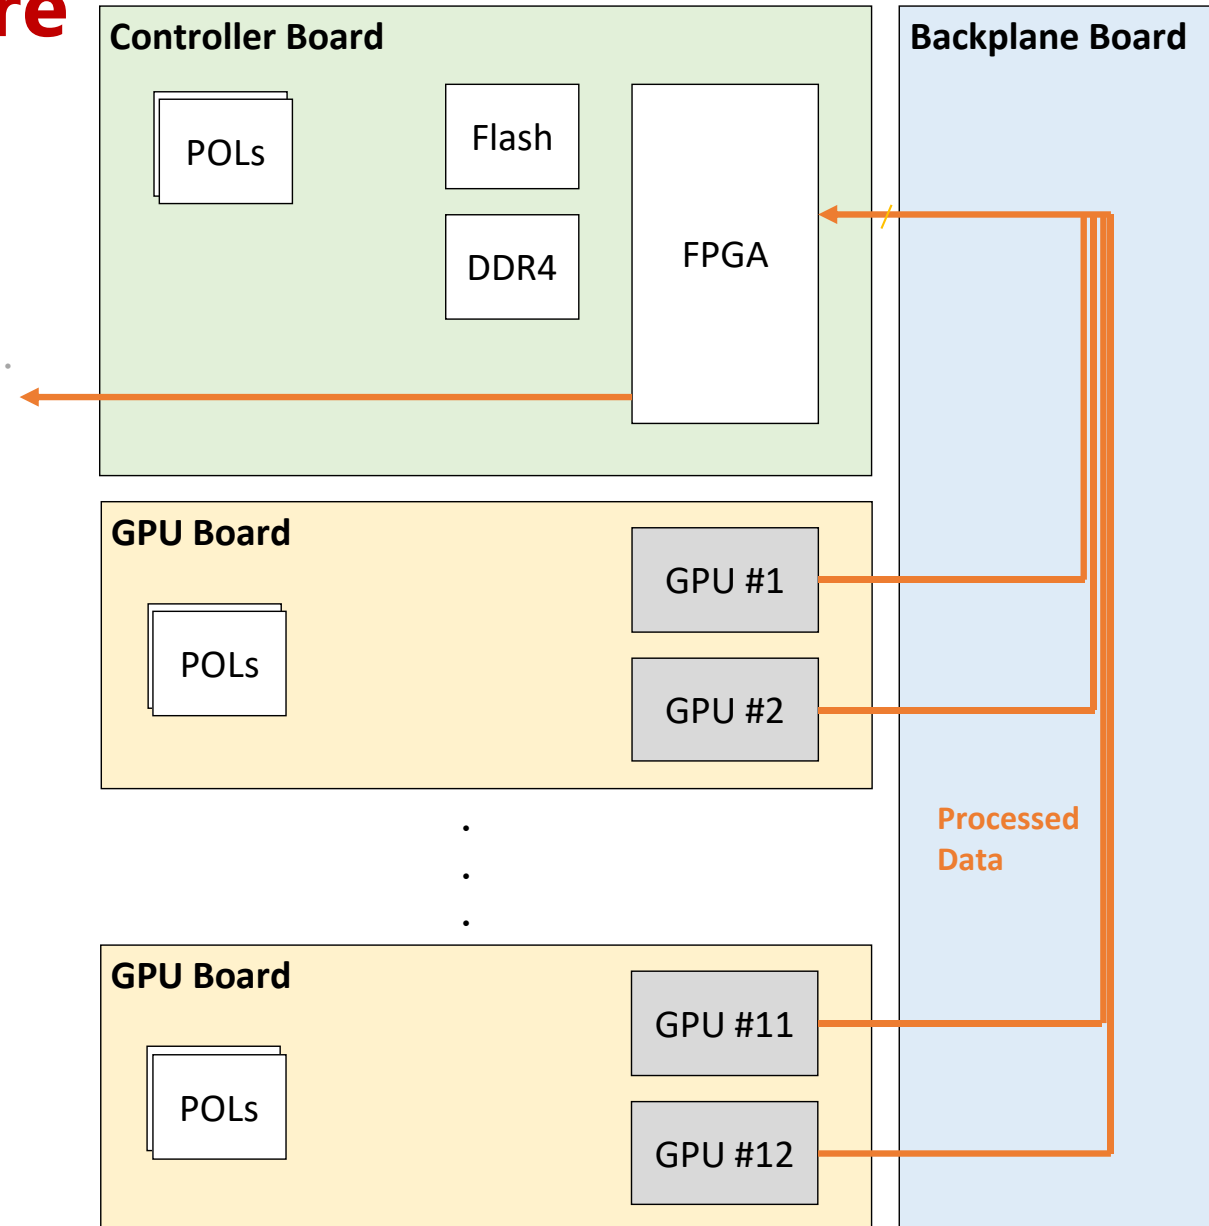 re
Controller Board
Backplane Board
POLs
Flash
DDR4
FPGA
GPU Board
GPU #1
POLs
GPU #2
.
.
.
Processed
Data
GPU Board
GPU #11
POLs
GPU #12